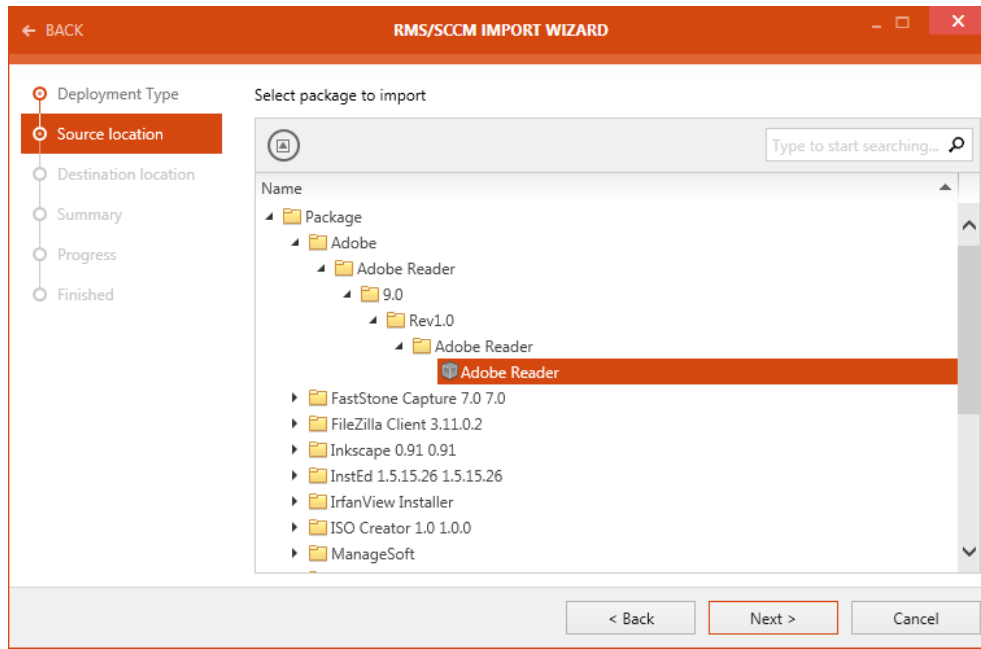 BACK
RMS/SCCM IMPORT WIZARD
Deployment Type
Source location
Destination location
Summary
Progress
Finished
Select package to import
Type to start searching...
Name
Package
Adobe
Adobe Reader
9.0
Rev1.0
Adobe Reader
Adobe Reader
FastStone Capture 7.0 7.0
FileZilla Client 3.11.0.2
Inkscape 0.91 0.91
InstEd 1.5.15.26 1.5.15.26
IrfanView Installer
ISO Creator 1.0 1.0.0
ManageSoft
< Back
Next >
Cancel